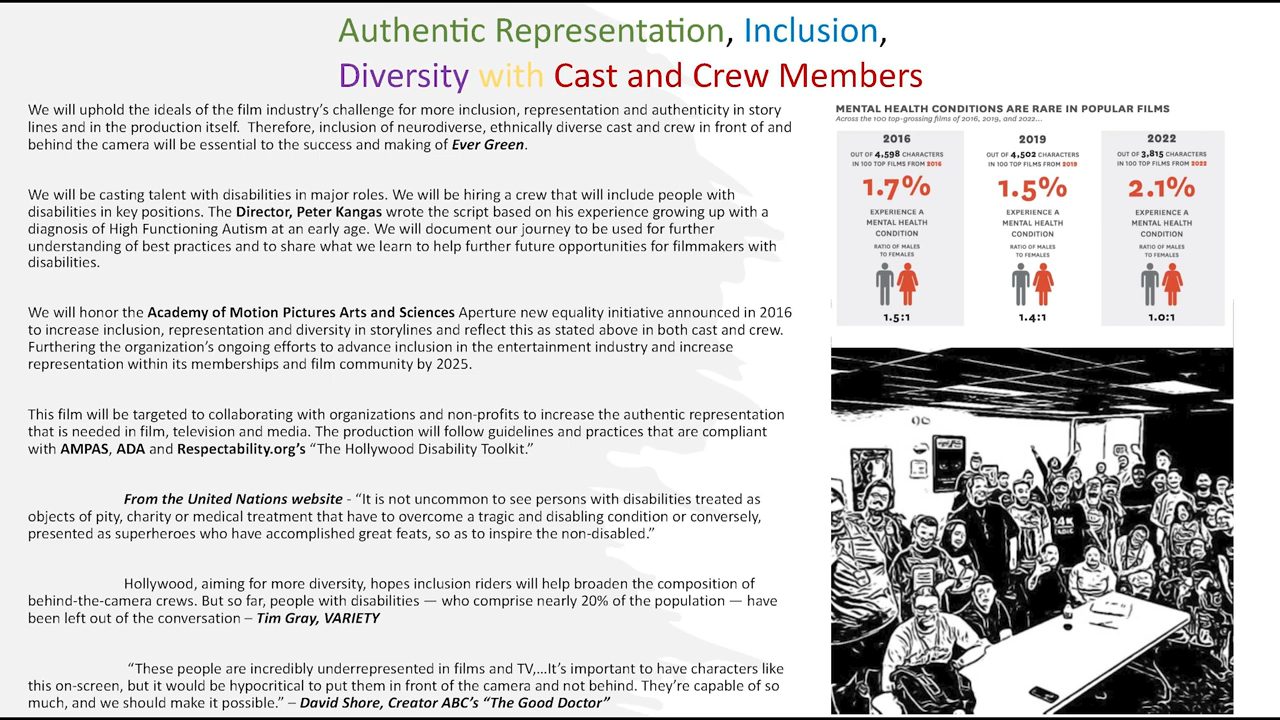 Authentic Representation, Inclusion,
Diversity with Cast and Crew Members
We will uphold the ideals of the film industry's challenge for more inclusion, representation and authenticity in story
lines and in the production itself. Therefore, inclusion of neurodiverse, ethnically diverse cast and crew in front of and
behind the camera will be essential to the success and making of Ever Green.
We will be casting talent with disabilities in major roles. We will be hiring a crew that will include people with
disabilities in key positions. The Director, Peter Kangas wrote the script based on his experience growing up with a
diagnosis of High Functioning Autism at an early age. We will document our journey to be used for further
understanding of best practices and to share what we learn to help further future opportunities for filmmakers with
disabilities.
We will honor the Academy of Motion Pictures Arts and Sciences Aperture new equality initiative announced in 2016
to increase inclusion, representation and diversity in storylines and reflect this as stated above in both cast and crew.
Furthering the organization's ongoing efforts to advance inclusion in the entertainment industry and increase
representation within its memberships and film community by 2025.
This film will be targeted to collaborating with organizations and non-profits to increase the authentic representation
that is needed in film, television and media. The production will follow guidelines and practices that are compliant
with AMPAS, ADA and Respectability.org's "The Hollywood Disability Toolkit."
From the United Nations website - "It is not uncommon to see persons with disabilities treated as
objects of pity, charity or medical treatment that have to overcome a tragic and disabling condition or conversely,
presented as superheroes who have accomplished great feats, so as to inspire the non-disabled."
Hollywood, aiming for more diversity, hopes inclusion riders will help broaden the composition of
behind-the-camera crews. But so far, people with disabilities — who comprise nearly 20% of the population — have
been left out of the conversation – Tim Gray, VARIETY
"These people are incredibly underrepresented in films and TV,...It's important to have characters like
this on-screen, but it would be hypocritical to put them in front of the camera and not behind. They're capable of so
much, and we should make it possible." – David Shore, Creator ABC's "The Good Doctor"
MENTAL HEALTH CONDITIONS ARE RARE IN POPULAR FILMS
Across the 100 top-grossing films of 2016, 2019, and 2022...
2016
OUT OF 4,598 CHARACTERS
IN 100 TOP FILMS FROM 2016
1.7%
EXPERIENCE A
MENTAL HEALTH
CONDITION
RATIO OF MALES
TO FEMALES
1.5:1
2019
OUT OF 4,502 CHARACTERS
IN 100 TOP FILMS FROM 2019
1.5%
EXPERIENCE A
MENTAL HEALTH
CONDITION
RATIO OF MALES
TO FEMALES
1.4:1
2022
OUT OF 3,815 CHARACTERS
IN 100 TOP FILMS FROM 2022
2.1%
EXPERIENCE A
MENTAL HEALTH
CONDITION
RATIO OF MALES
TO FEMALES
1.0:1